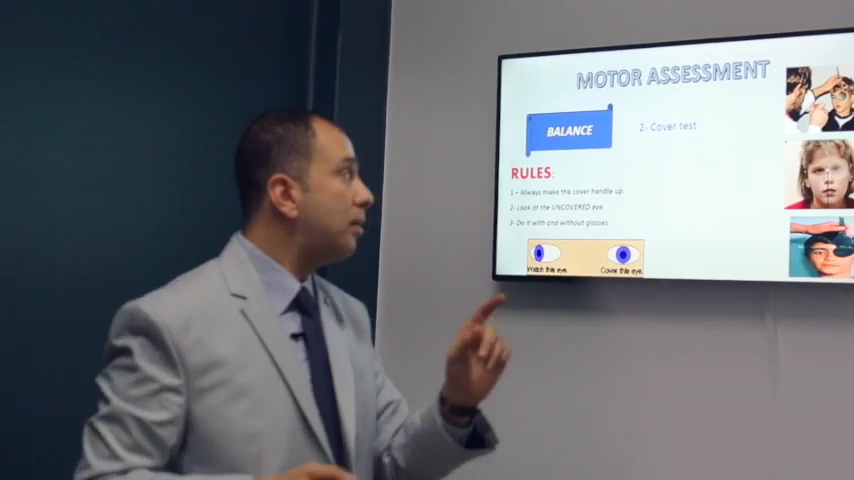 MOTOR ASSESSMENT
BALANCE
2- Cover test
RULES:
1 – Always make the cover handle up.
2- Look at the UNCOVERED eye
3- Do it with and without glasses.
Watch this eye.
Cover this eye.